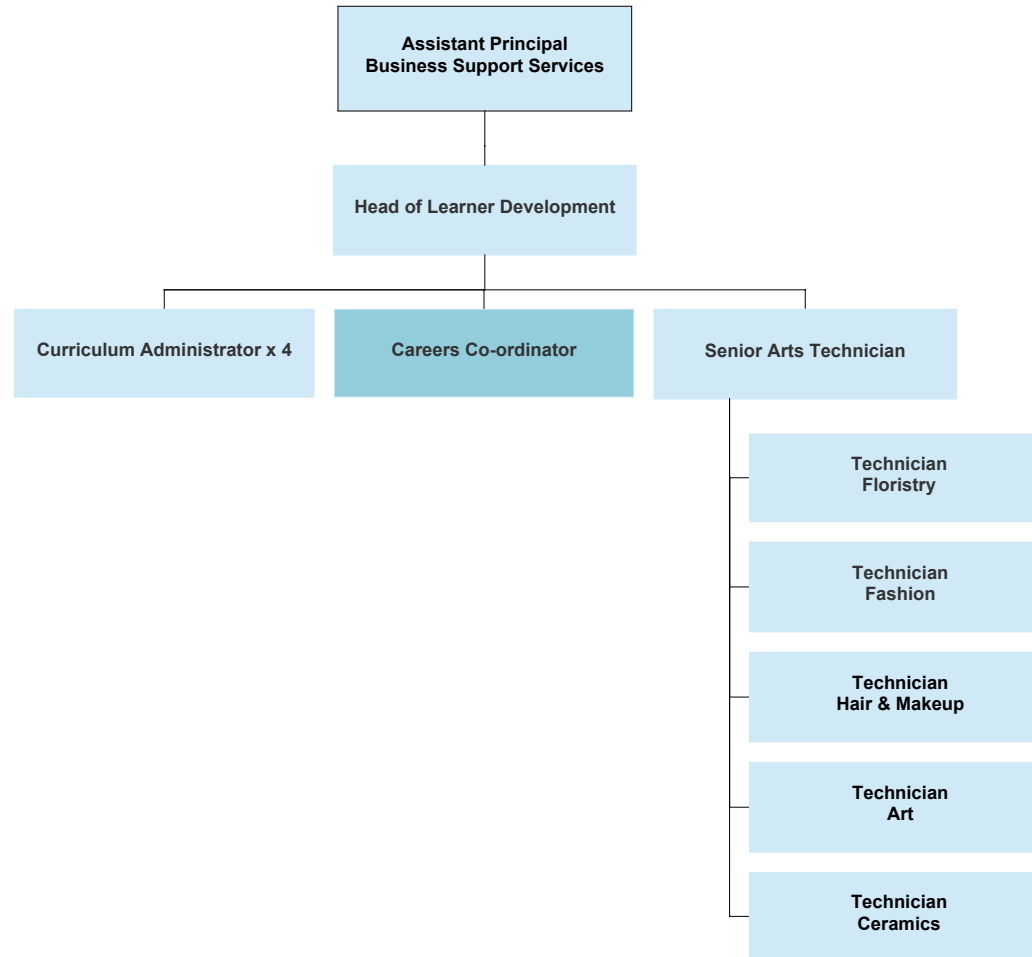 Assistant Principal
Business Support Services
Head of Learner Development
Curriculum Administrator x 4
Careers Co-ordinator
Senior Arts Technician
Technician
Floristry
Technician
Fashion
Technician
Hair & Makeup
Technician
Art
Technician
Ceramics